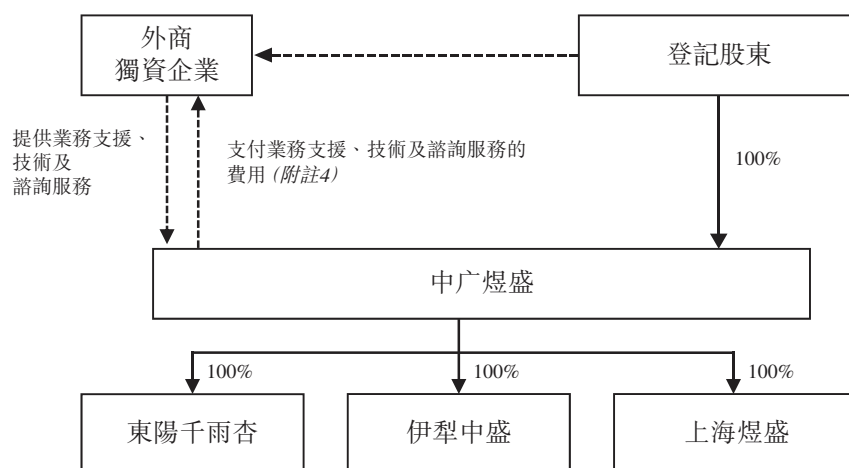 外商
獨資企業
登記股東
提供業務支援、
技術及
諮詢服務
支付業務支援、技術及諮詢服務的
費用(附註4)
100%
中广煜盛
100%
100%
100%
東陽千雨杏
伊犁中盛
上海煜盛